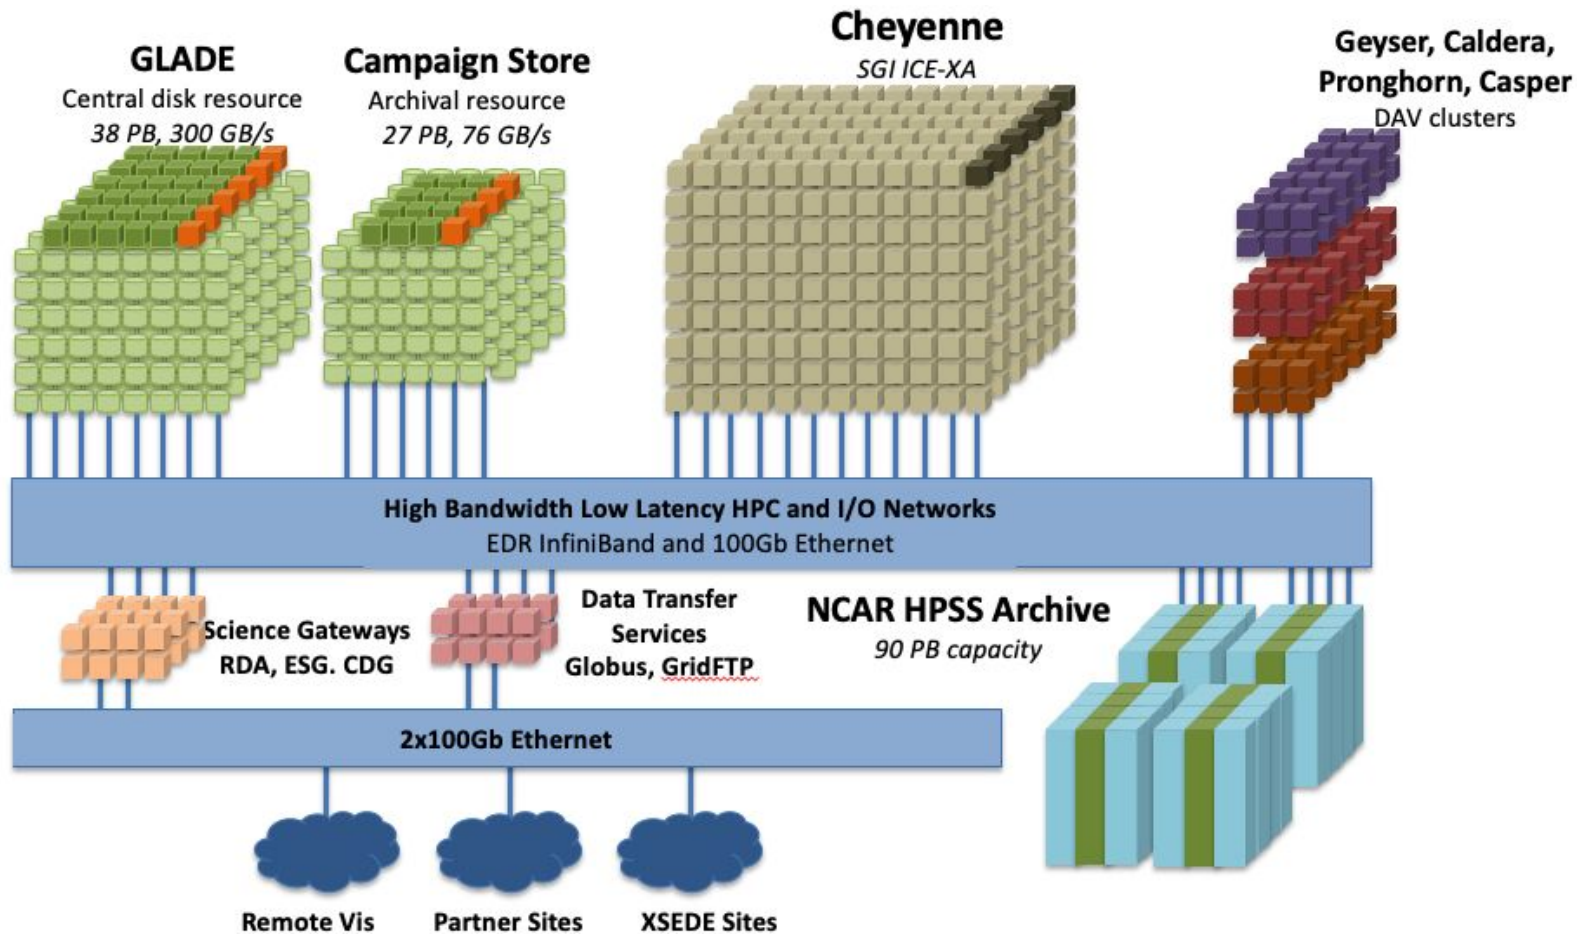 GLADE
Central disk resource
38 PB, 300 GB/s
Campaign Store
Archival resource
27 PB, 76 GB/s
Cheyenne
SGI ICE-XA
Geyser, Caldera,
Pronghorn, Casper
DAV clusters
High Bandwidth Low Latency HPC and I/O Networks
EDR InfiniBand and 100Gb Ethernet
Science Gateways
RDA, ESG. CDG
Data Transfer
Services
Globus, GridFTP
NCAR HPSS Archive
90 PB capacity
2x100Gb Ethernet
Remote Vis
Partner Sites
XSEDE Sites